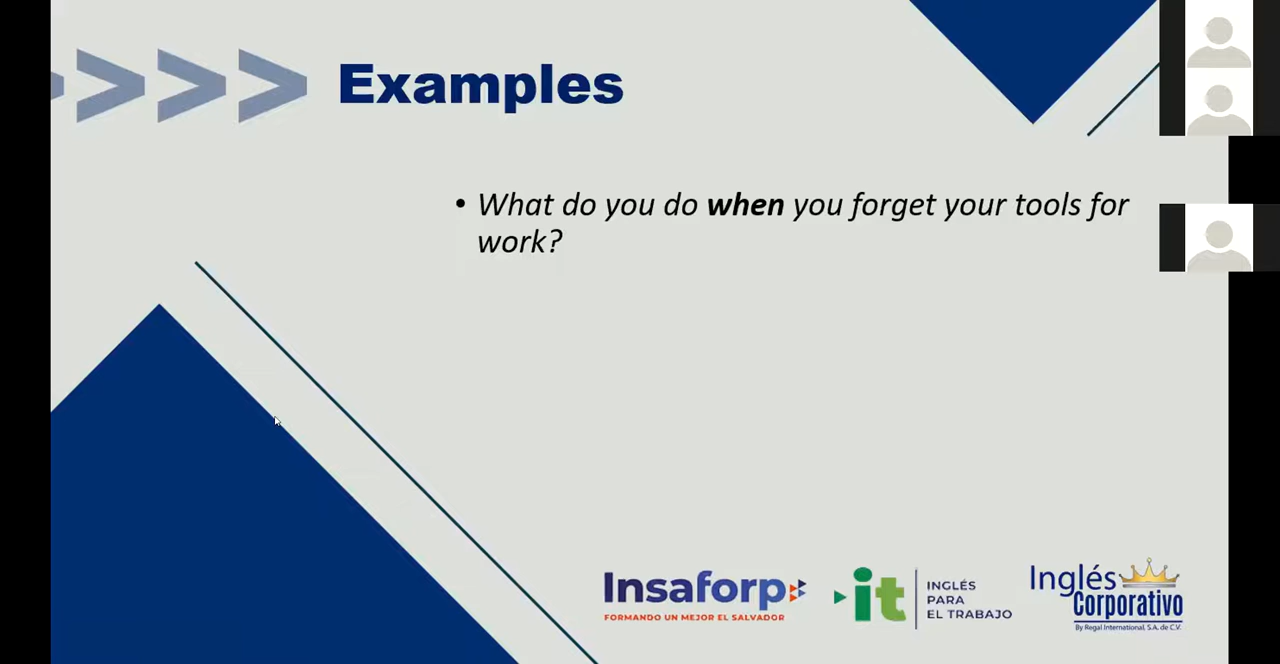 Examples
• What do you do when you forget your tools for
work?
Insaforp
FORMANDO UN MEJOR EL SALVADOR
it
INGLÉS
PARA
EL TRABAJO
Inglés
Corporativo
By Regal International, S.A. de C.V.